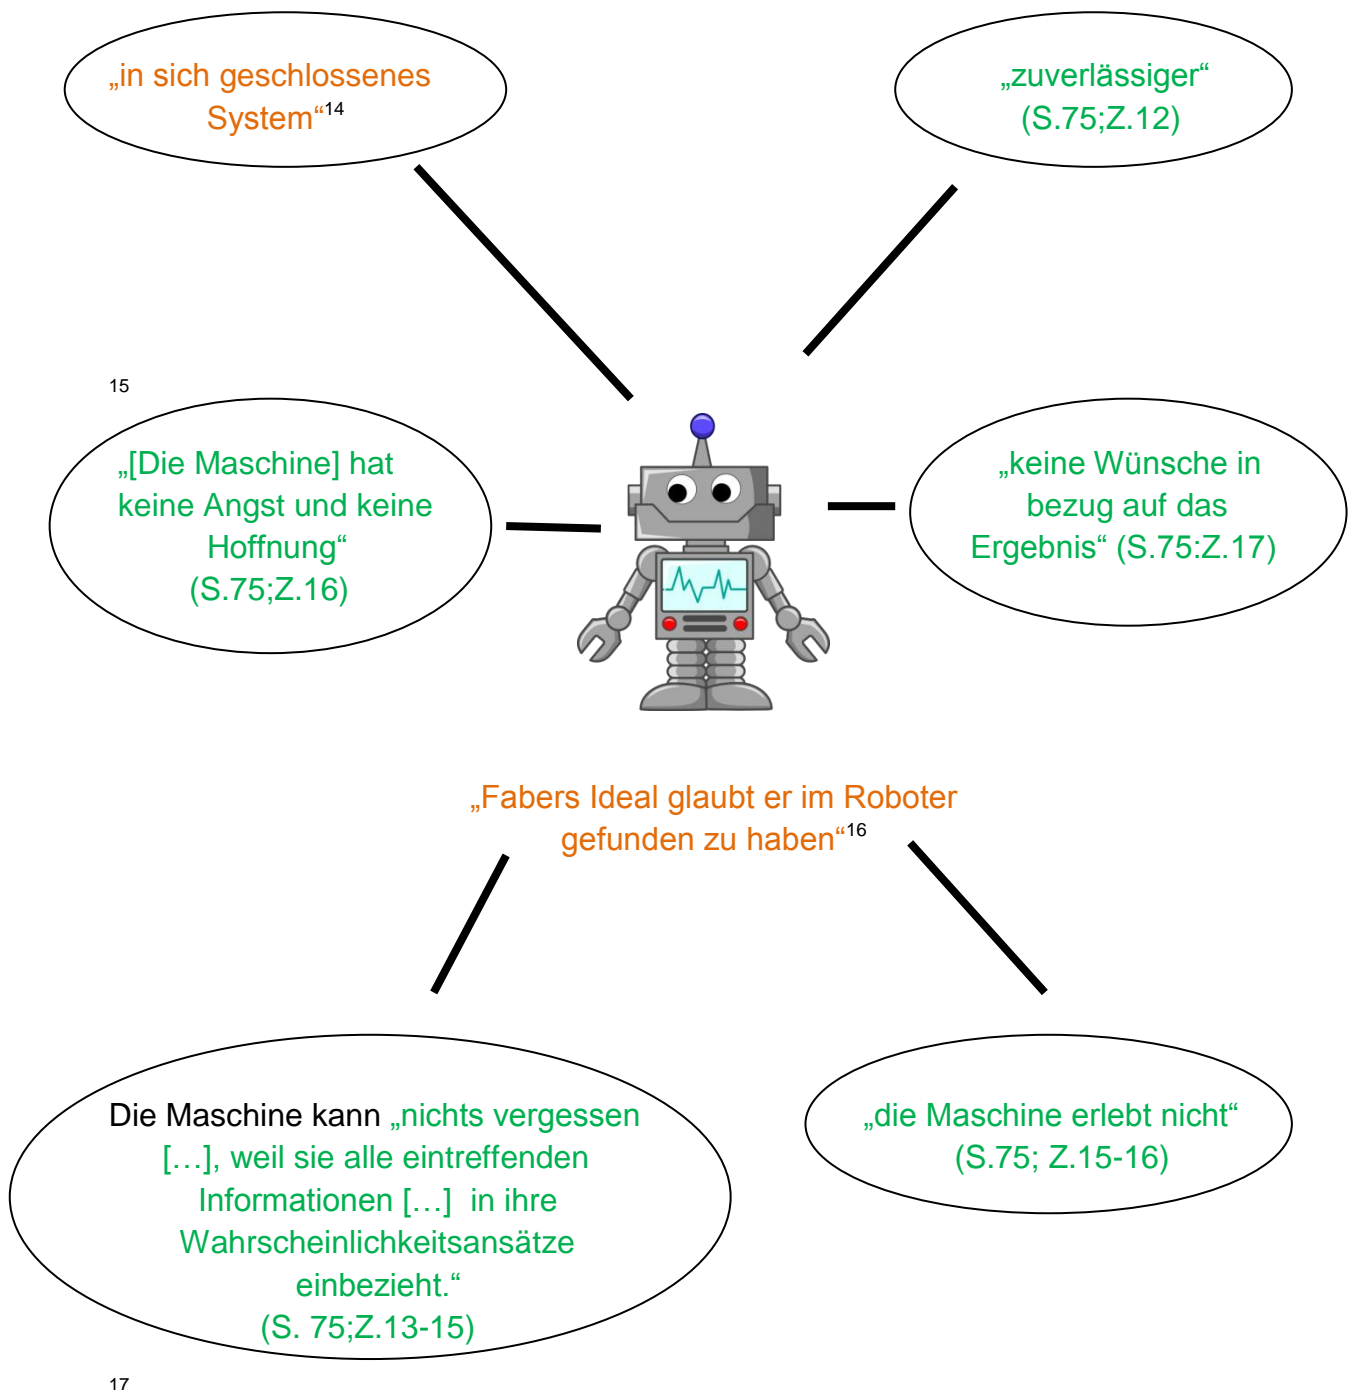 „in sich geschlossenes
System“14
„zuverlässiger“
(S.75;Z.12)
15
„[Die Maschine] hat
keine Angst und keine
Hoffnung“
(S.75;Z.16)
„keine Wünsche in
bezug auf das
Ergebnis“ (S.75:Z.17)
„Fabers Ideal glaubt er im Roboter
gefunden zu haben“16
Die Maschine kann „nichts vergessen
[…], weil sie alle eintreffenden
Informationen […] in ihre
Wahrscheinlichkeitsansätze
einbezieht.“
(S. 75;Z.13-15)
„die Maschine erlebt nicht“
(S.75; Z.15-16)
17